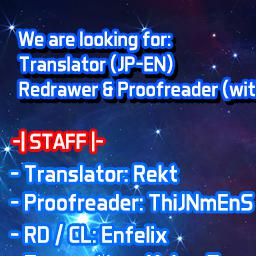 We are looking for:
Translator (JP-EN)
Redrawer & Proofreader (wit
-| STAFF |-
- Translator: Rekt
- Proofreader: ThiJNmEnS
- RD / CL: Enfelix